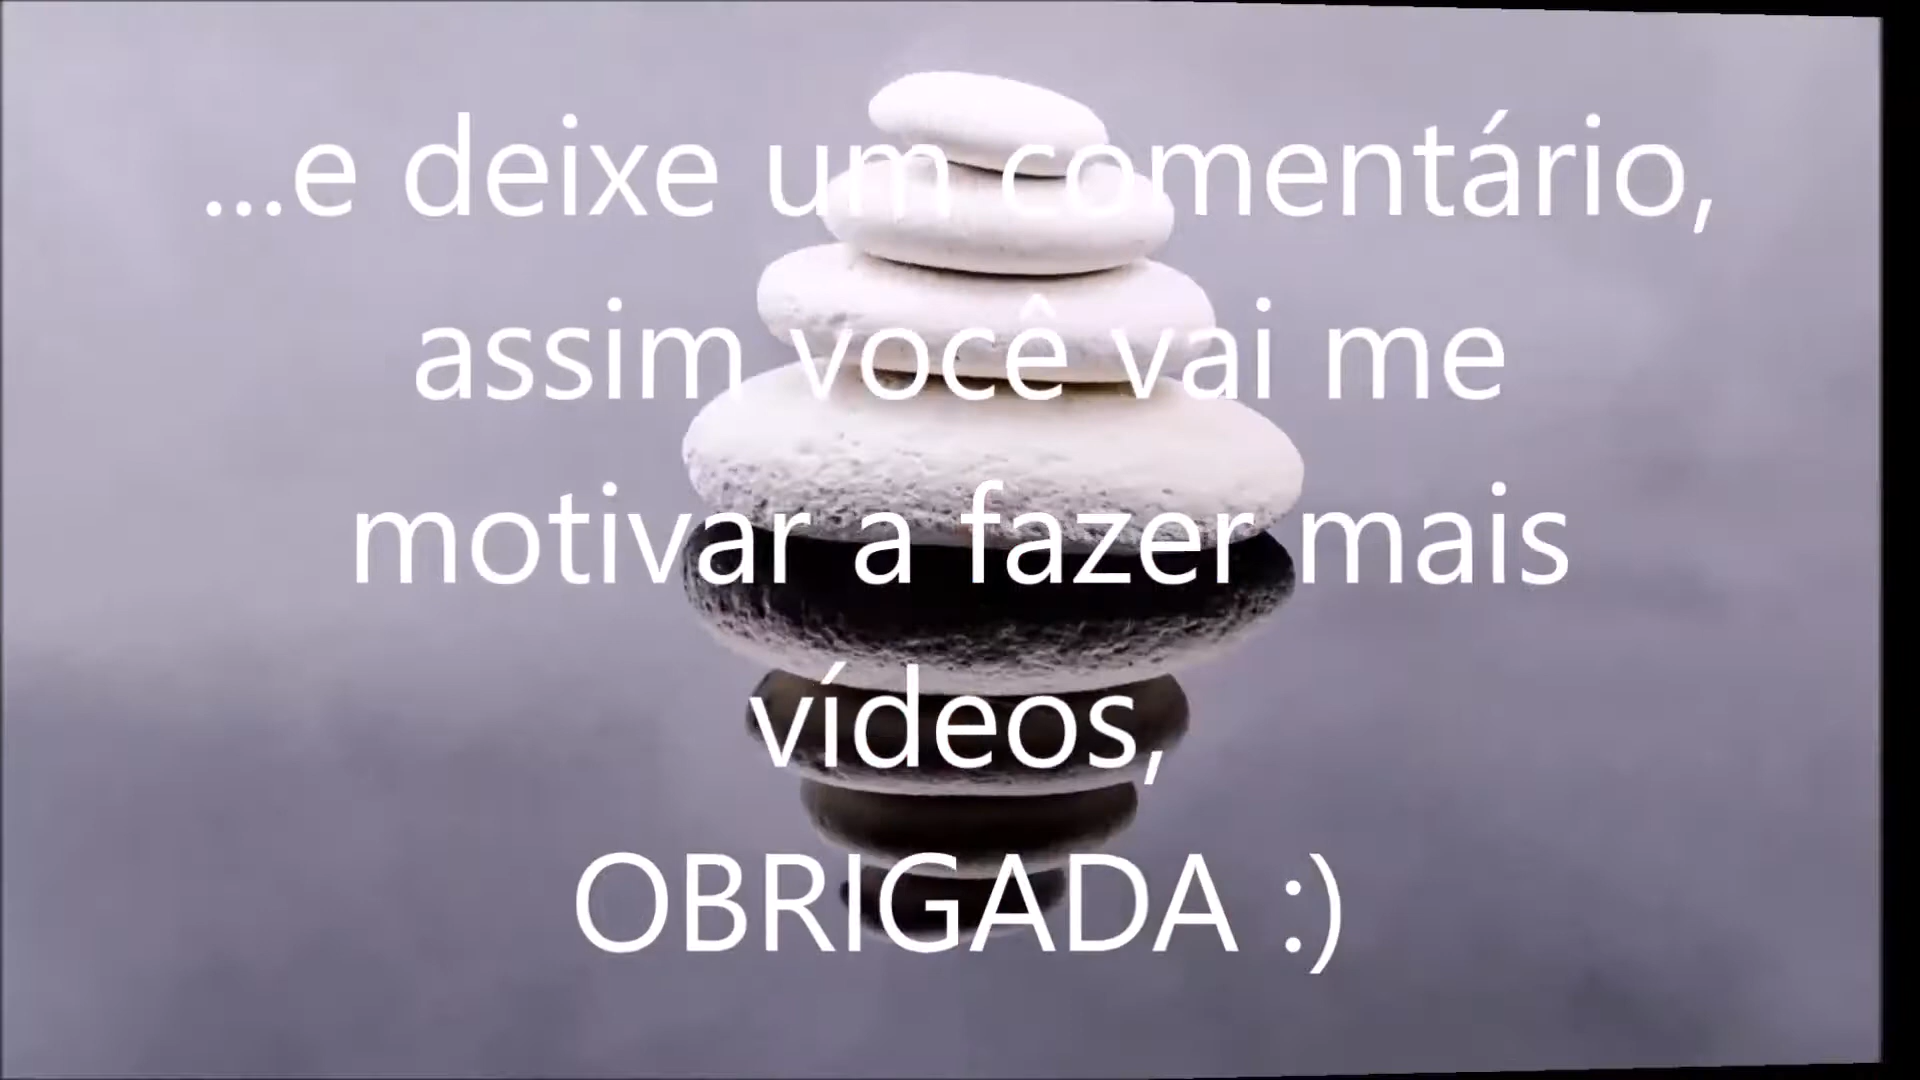 ...e deixe um comentário,
assim você vai me
motivar a fazer mais
vídeos,
OBRIGADA :)